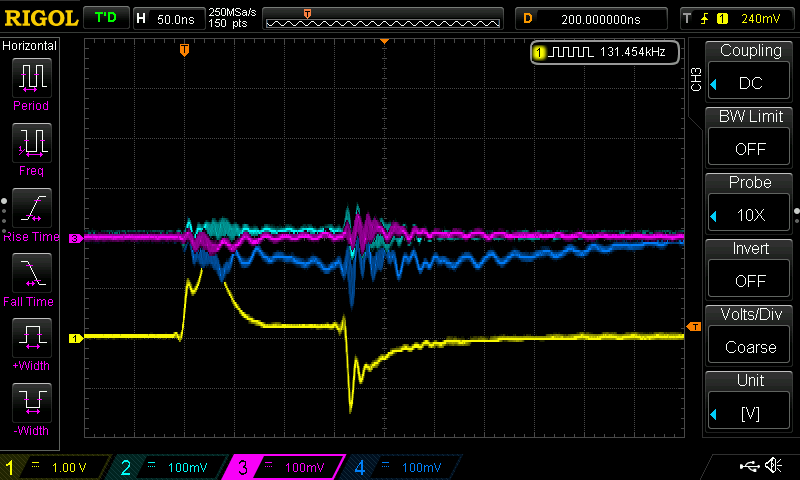 RIGOL T'D H 50.0ns 250MSa/s D 200.000000ns T 1 240mV
150 pts
Horizontal
Period
Freq
Rise Time
Fall Time
+Width
-Width
1 131.454kHz
T
3
1
T
CH3
Coupling
DC
BW Limit
OFF
Probe
10X
Invert
OFF
Volts/Div
Coarse
Unit
[V]
1 1.00 V 2 100mV 3 100mV 4 100mV